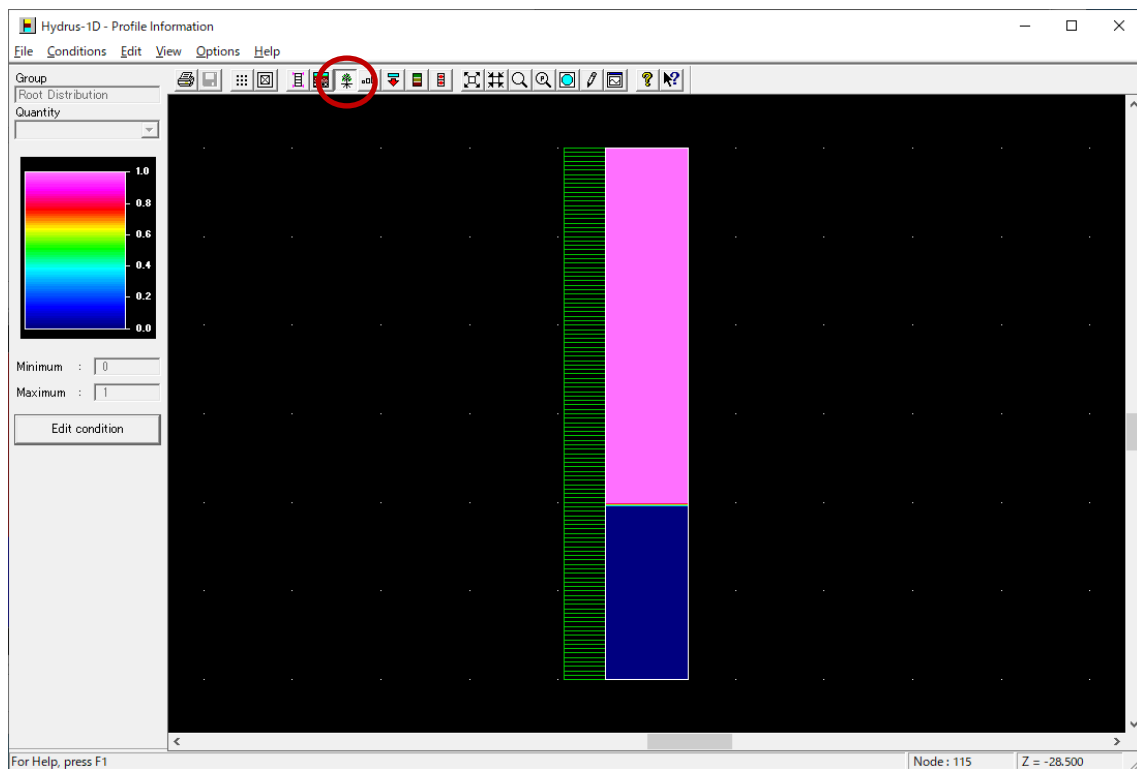 Hydrus-1D - Profile Information
File Conditions Edit View Options Help
Group
Root Distribution
Quantity
1.0
0.8
0.6
0.4
0.2
0.0
Minimum : 0
Maximum : 1
Edit condition
For Help, press F1
Node : 115
Z = -28.500